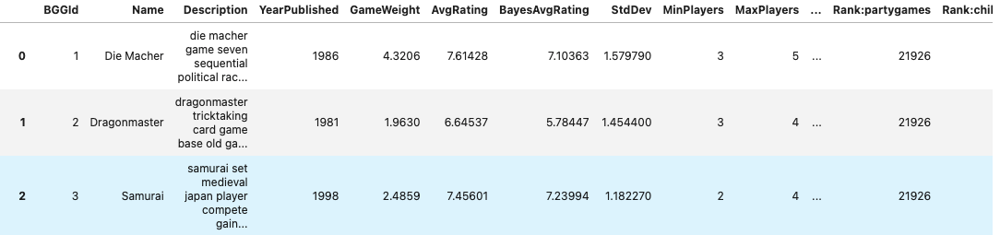 BGGId Name Description YearPublished GameWeight AvgRating BayesAvgRating StdDev MinPlayers MaxPlayers ... Rank:partygames Rank:chil
0 1 Die Macher die macher game seven sequential political rac... 1986 4.3206 7.61428 7.10363 1.579790 3 5 ... 21926
1 2 Dragonmaster dragonmaster tricktaking card game base old ga... 1981 1.9630 6.64537 5.78447 1.454400 3 4 ... 21926
2 3 Samurai samurai set medieval japan player compete gain... 1998 2.4859 7.45601 7.23994 1.182270 2 4 ... 21926